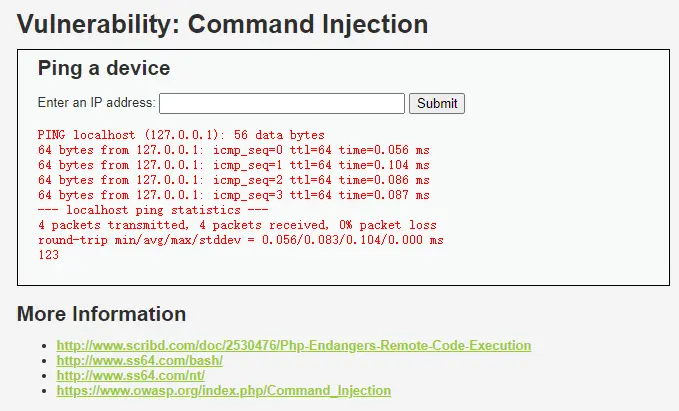 Vulnerability: Command Injection
Ping a device
Enter an IP address: Submit
PING localhost (127.0.0.1): 56 data bytes
64 bytes from 127.0.0.1: icmp_seq=0 ttl=64 time=0.056 ms
64 bytes from 127.0.0.1: icmp_seq=1 ttl=64 time=0.104 ms
64 bytes from 127.0.0.1: icmp_seq=2 ttl=64 time=0.086 ms
64 bytes from 127.0.0.1: icmp_seq=3 ttl=64 time=0.087 ms
--- localhost ping statistics ---
4 packets transmitted, 4 packets received, 0% packet loss
round-trip min/avg/max/stddev = 0.056/0.083/0.104/0.000 ms
123
More Information
http://www.scribd.com/doc/2530476/Php-Endangers-Remote-Code-Execution
http://www.ss64.com/bash/
http://www.ss64.com/nt/
https://www.owasp.org/index.php/Command_Injection